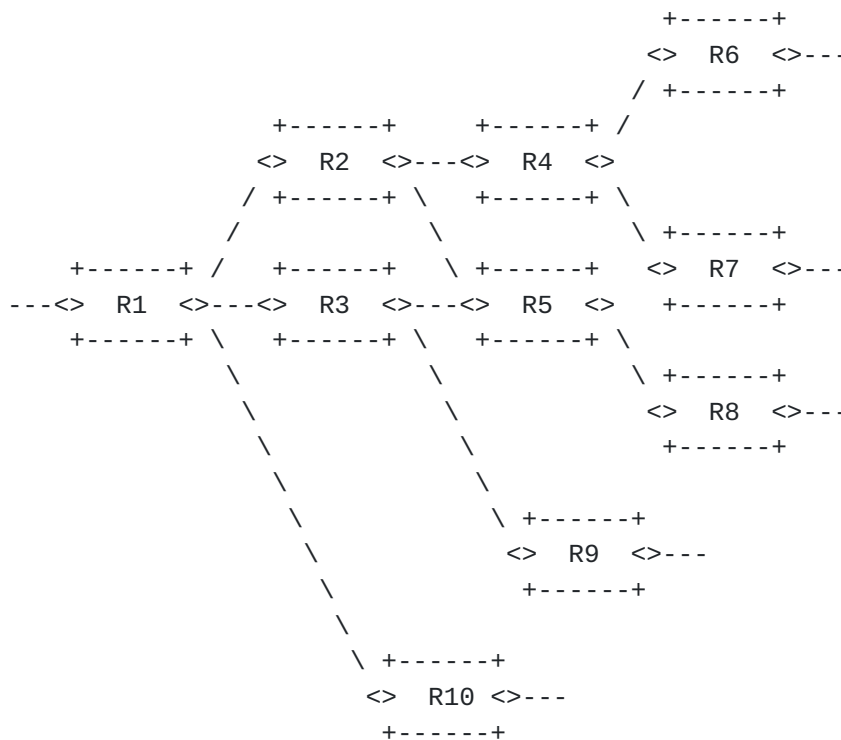 +------+
                                          <>  R6  <>---
                                         / +------+
                  +------+     +------+ /
                 <>  R2  <>---<>  R4  <>
                / +------+ \   +------+ \
               /            \            \ +------+
     +------+ /   +------+   \ +------+   <>  R7  <>---
 ---<>  R1  <>---<>  R3  <>---<>  R5  <>   +------+
     +------+ \   +------+ \   +------+ \
               \            \            \ +------+
                \            \            <>  R8  <>---
                 \            \            +------+
                  \            \
                   \            \ +------+
                    \            <>  R9  <>---
                     \            +------+
                      \
                       \ +------+
                        <>  R10 <>---
                         +------+